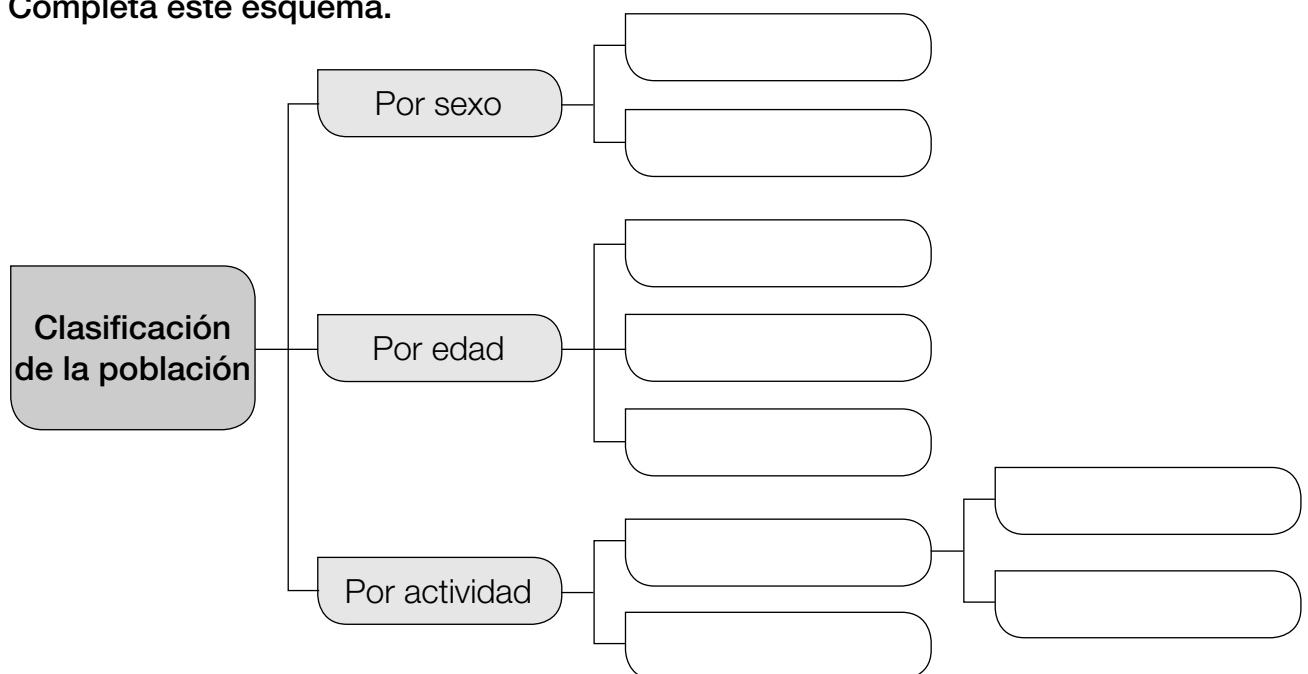 Completa este esquema.
Por sexo
Clasificación
de la población
Por edad
Por actividad